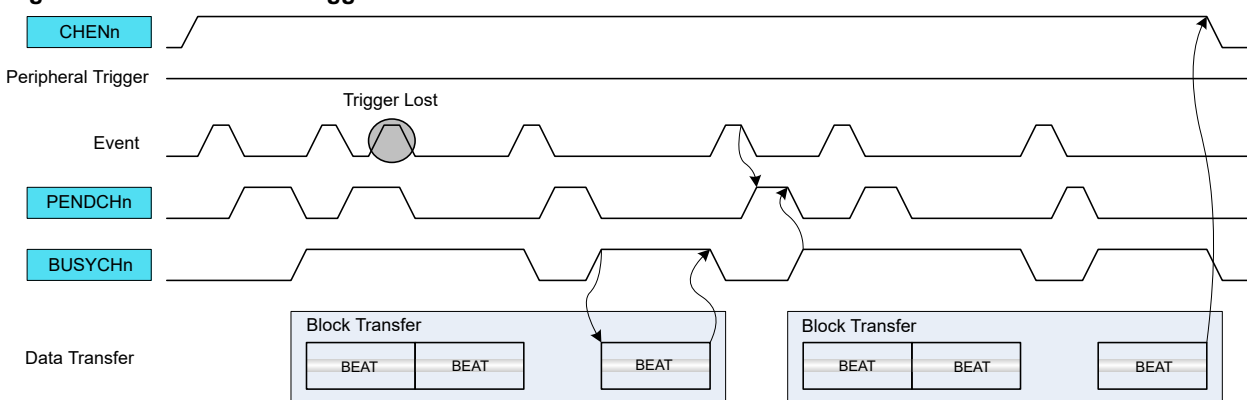 CHENn
Peripheral Trigger
Trigger Lost
Event
PENDCHn
BUSYCHn
Data Transfer
Block Transfer
BEAT BEAT BEAT
Block Transfer
BEAT BEAT BEAT